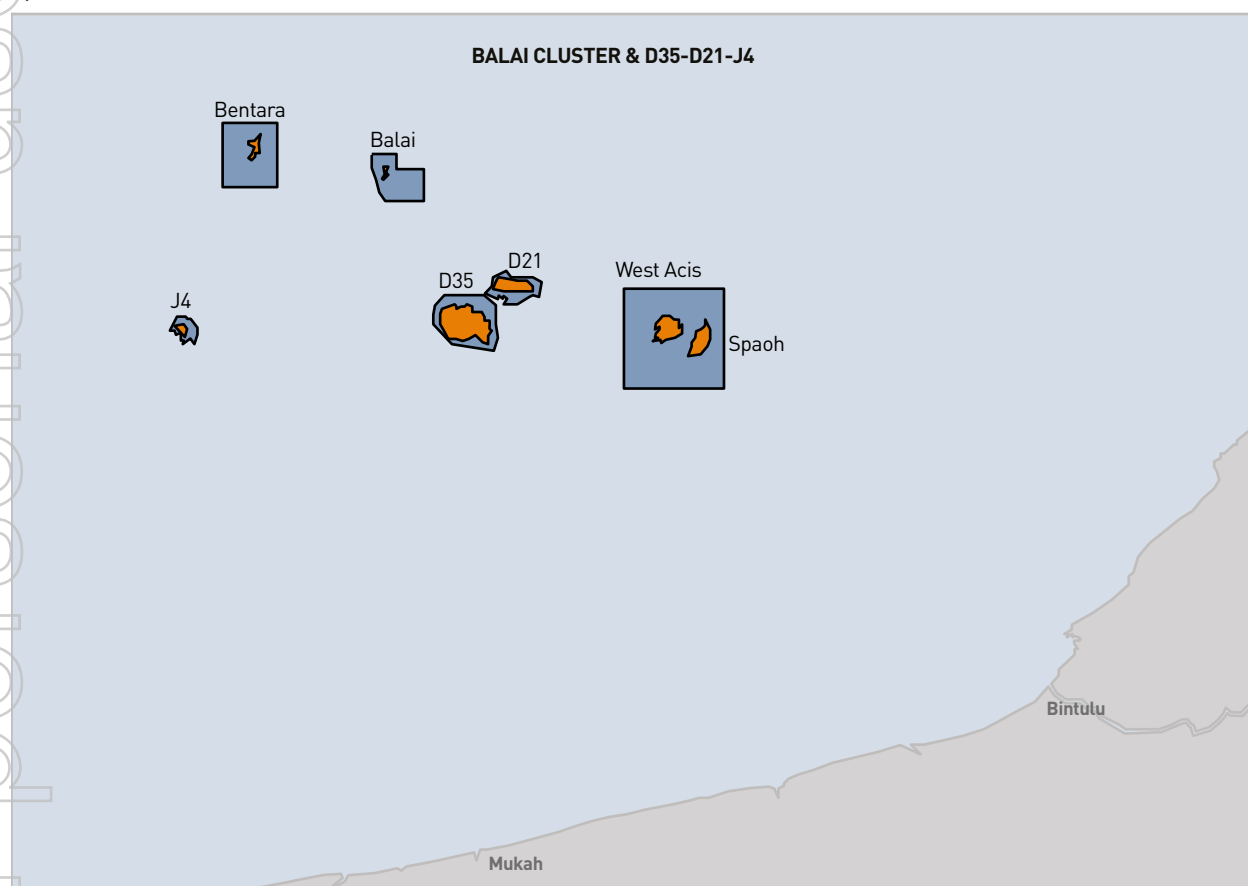 BALAI CLUSTER & D35-D21-J4
Bentara
Balai
D21
D35
West Acis
J4
Spaoh
Bintulu
Mukah